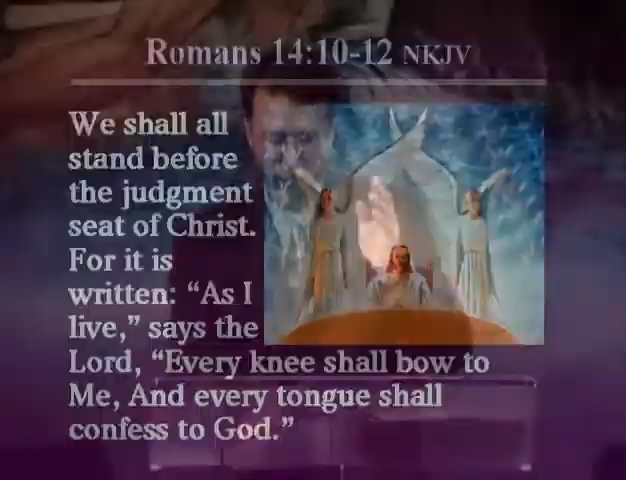 Romans 14:10-12 NKJV
We shall all
stand before
the judgment
seat of Christ.
For it is
written: “As I
live,” says the
Lord, “Every knee shall bow to
Me, And every tongue shall
confess to God.”